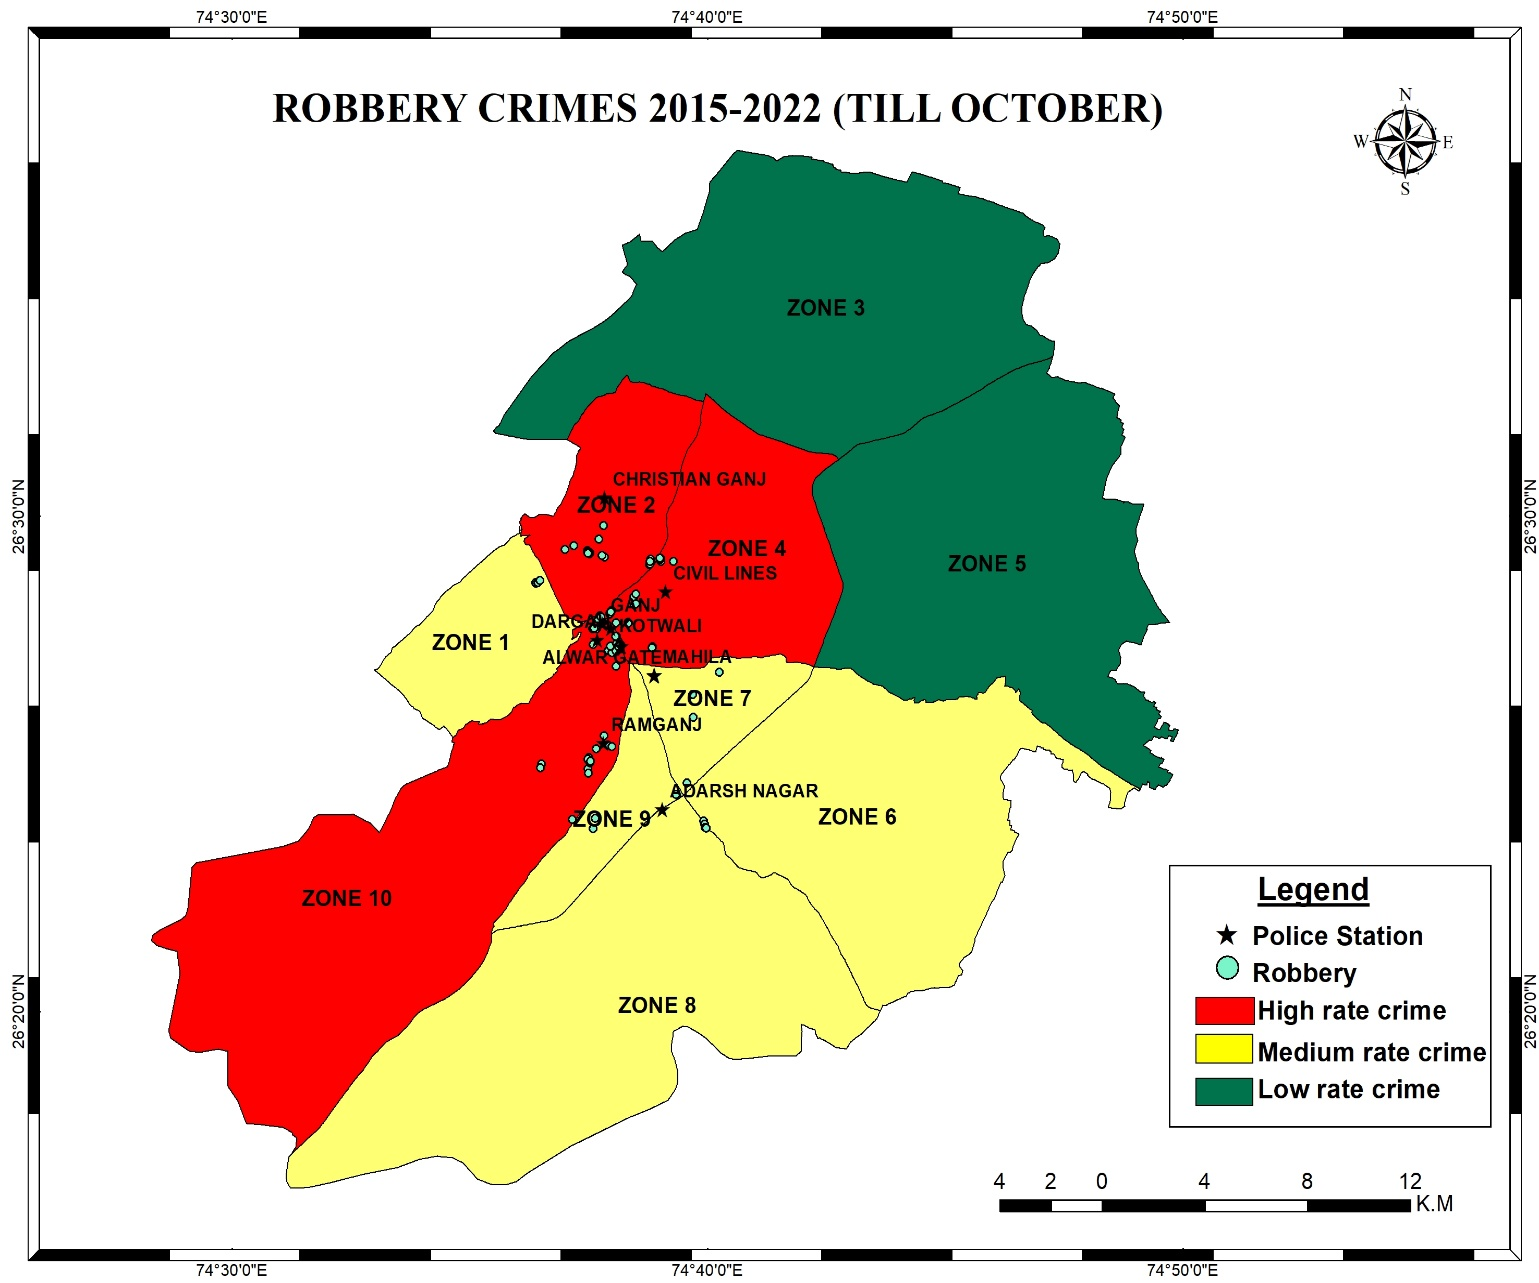 74°30'0"E 74°40'0"E 74°50'0"E
ROBBERY CRIMES 2015-2022 (TILL OCTOBER)
N
W E
S
ZONE 3
CHRISTIAN GANJ
ZONE 2
26°30'0"N 26°30'0"N
ZONE 4
ZONE 5
CIVIL LINES
GANJ
DARGAH
KOTWALI
ZONE 1
ALWAR GATE MAHILA
ZONE 7
RAMGANJ
ADARSH NAGAR
ZONE 9
ZONE 6
ZONE 10
ZONE 8
26°20'0"N 26°20'0"N
Legend
Police Station
Robbery
High rate crime
Medium rate crime
Low rate crime
4 2 0 4 8 12
K.M
74°30'0"E 74°40'0"E 74°50'0"E